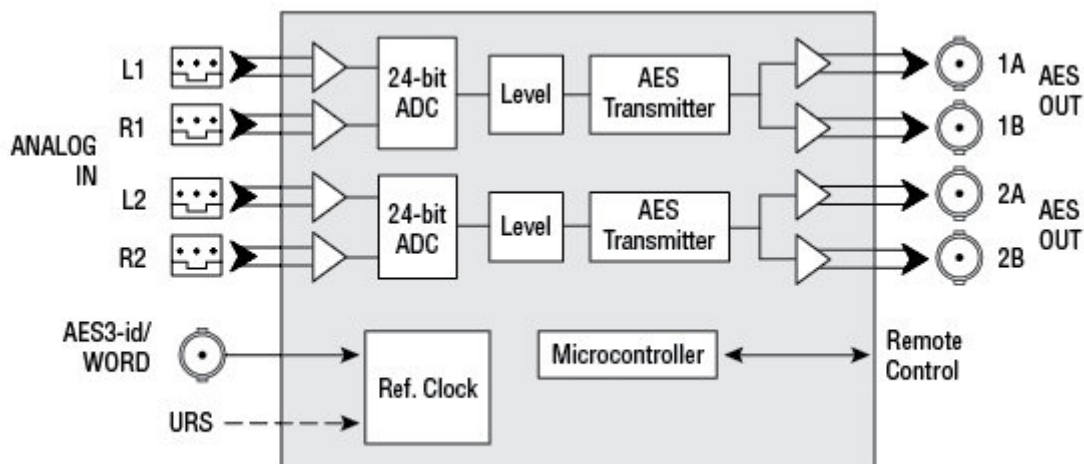 L1
R1
ANALOG
IN
L2
R2
24-bit
ADC
Level
AES
Transmitter
1A
1B
AES
OUT
24-bit
ADC
Level
AES
Transmitter
2A
2B
AES
OUT
AES3-id/
WORD
URS
Ref. Clock
Microcontroller
Remote
Control